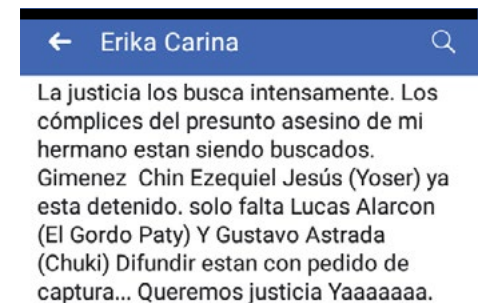 Erika Carina
La justicia los busca intensamente. Los
cómplices del presunto asesino de mi
hermano estan siendo buscados.
Gimenez  Chin Ezequiel Jesús (Yoser) ya
esta detenido. solo falta Lucas Alarcon
(El Gordo Paty) Y Gustavo Astrada
(Chuki) Difundir estan con pedido de
captura... Queremos justicia Yaaaaaaa.